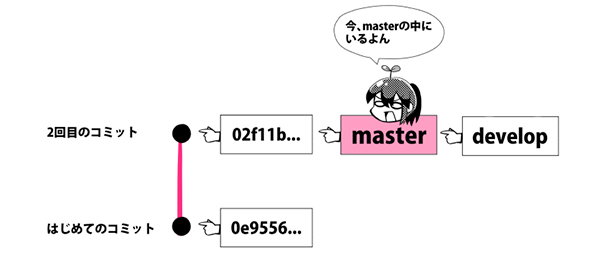 今、masterの中に
いるよん
2回目のコミット
02f11b...
master
develop
はじめてのコミット
0e9556...